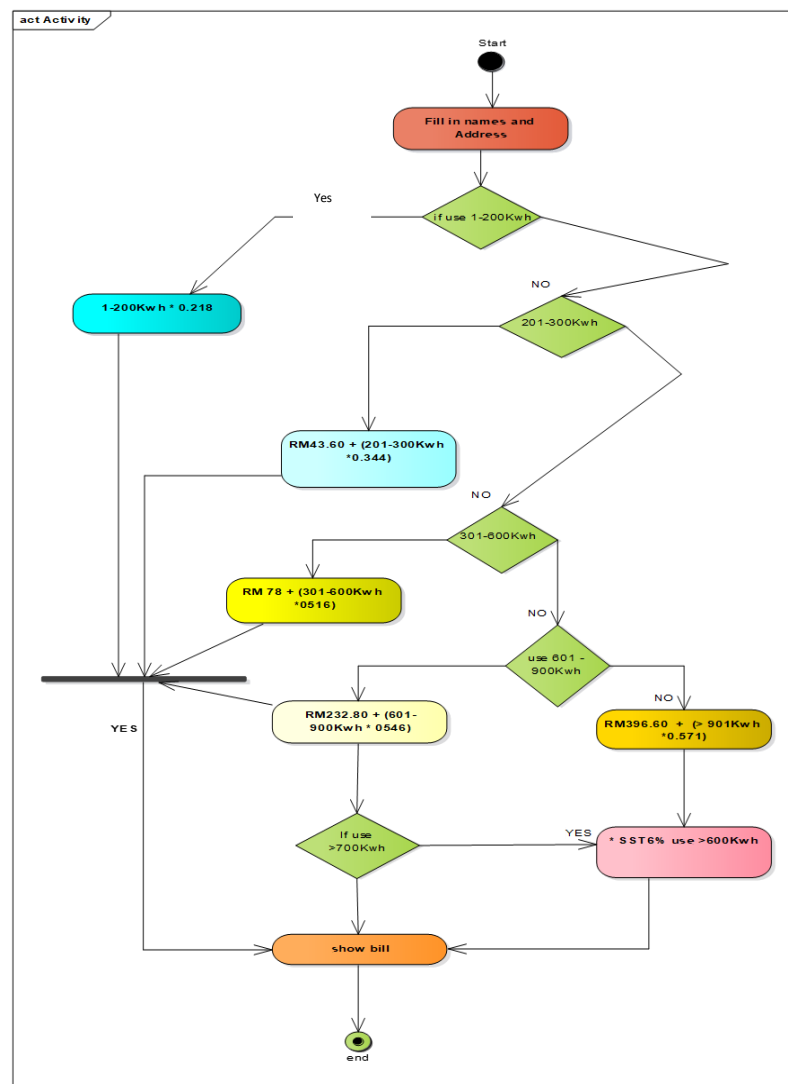 act Activity
Start
Fill in names and
Address
Yes
if use 1-200Kwh
1-200Kwh * 0.218
NO
201-300Kwh
RM43.60 + (201-300Kwh
*0.344)
NO
301-600Kwh
RM 78 + (301-600Kwh
*0516)
NO
use 601 -
900Kwh
NO
YES
RM232.80 + (601-
900Kwh * 0546)
RM396.60 + (> 901Kwh
*0.571)
If use
>700Kwh
YES
* SST6% use >600Kwh
show bill
end